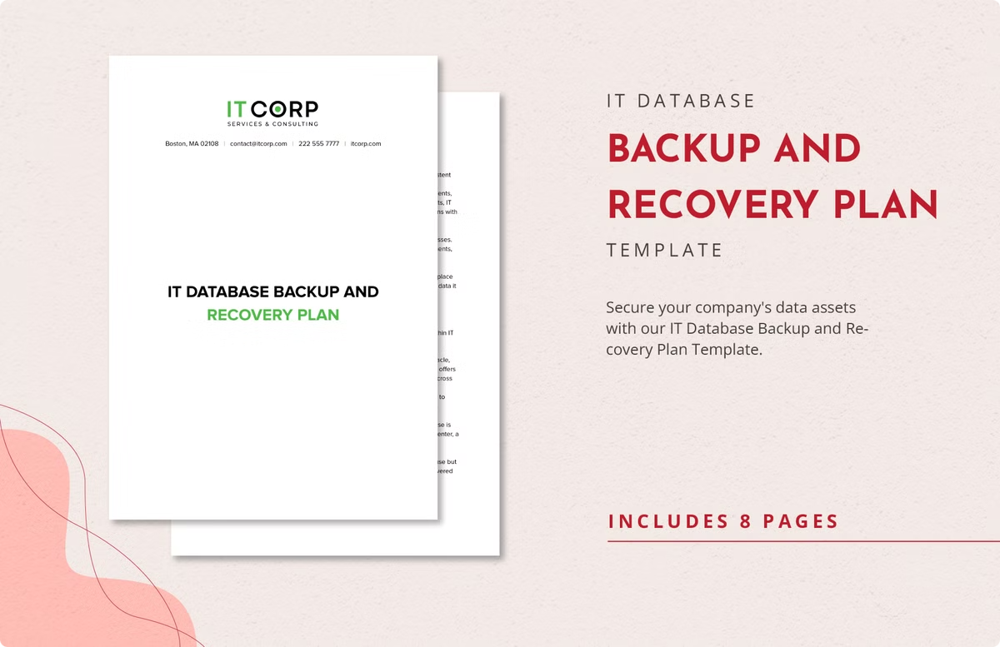 IT CORP
SERVICES & CONSULTING
Boston, MA 02108 | contact@itcorp.com | 222 555 7777 | itcorp.com
IT DATABASE BACKUP AND
RECOVERY PLAN
ents,
ts, IT
ns with
sses.
ents,
place
data it
hin IT
acle,
offers
cross
to
se is
enter, a
use but
vered
IT DATABASE
BACKUP AND
RECOVERY PLAN
TEMPLATE
Secure your company's data assets
with our IT Database Backup and Re-
covery Plan Template.
INCLUDES 8 PAGES